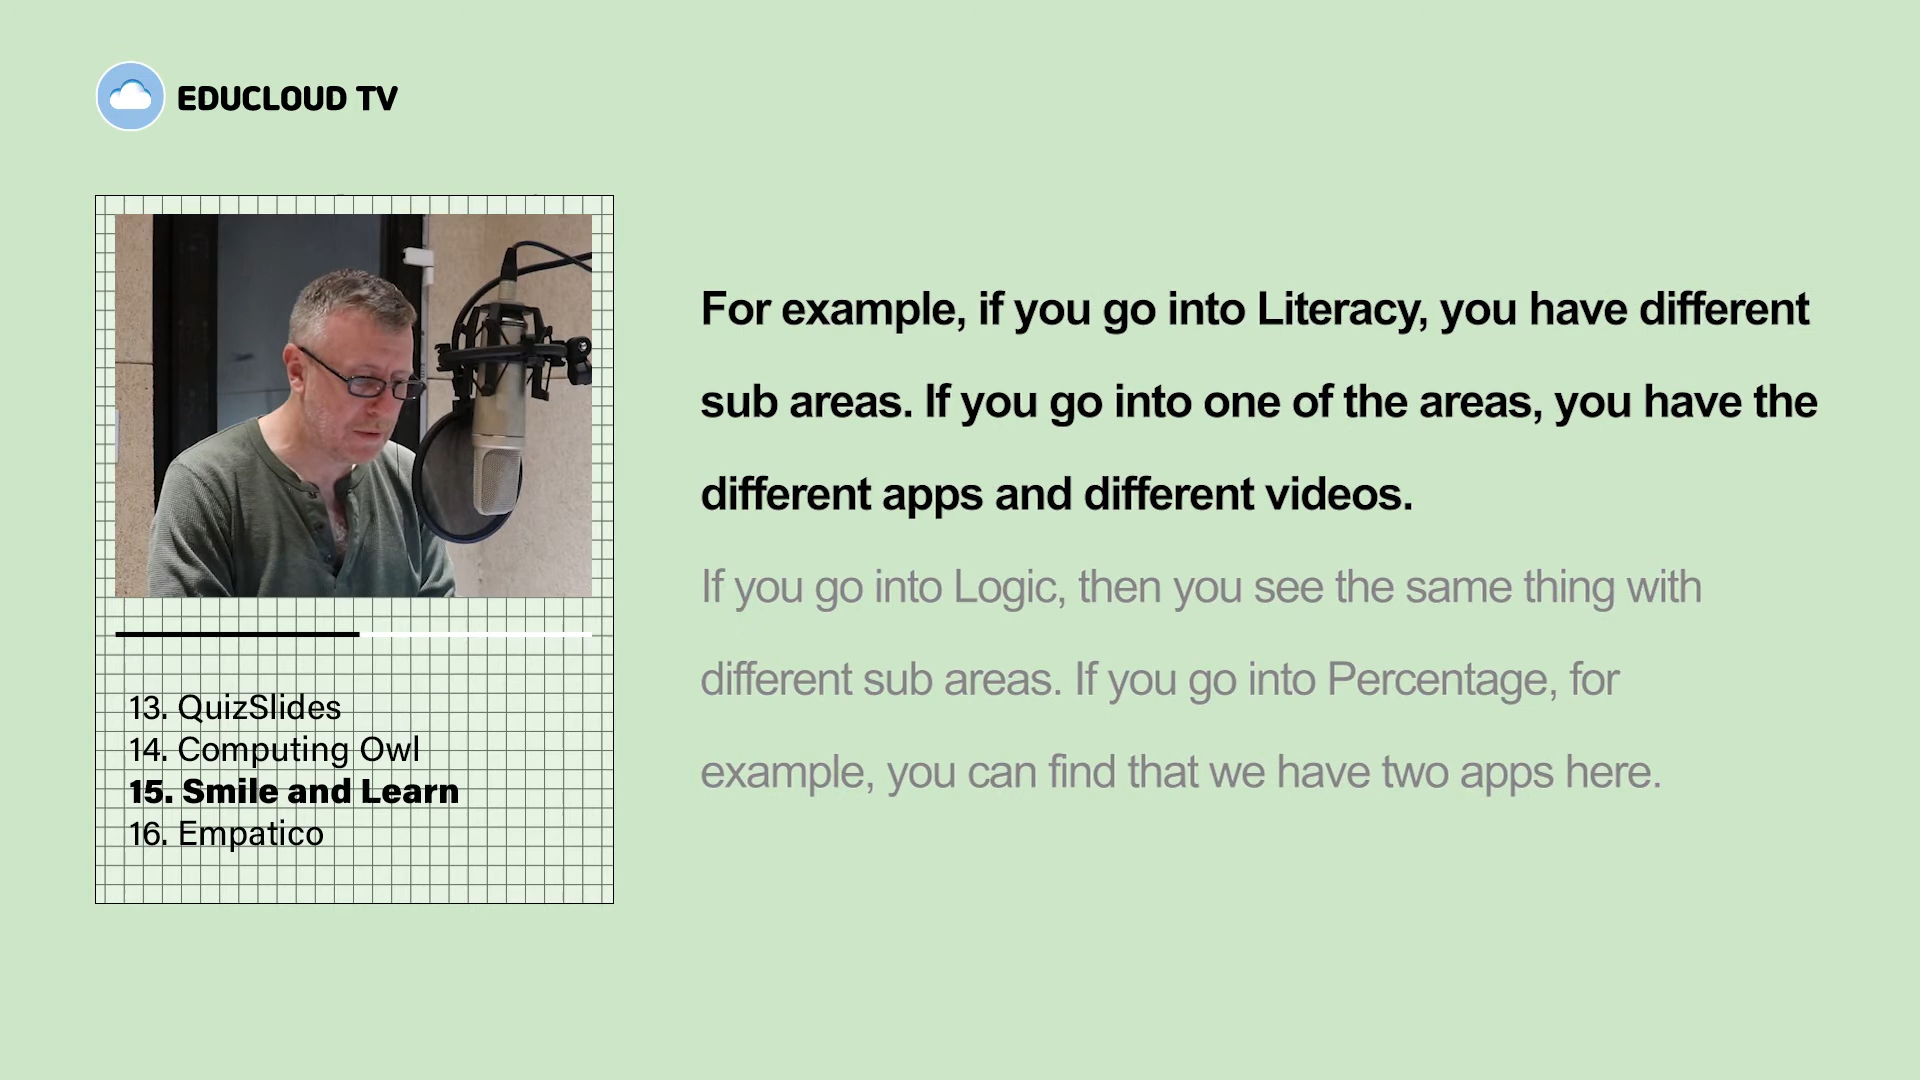 EDUCLOUD TV
For example, if you go into Literacy, you have different
sub areas. If you go into one of the areas, you have the
different apps and different videos.
If you go into Logic, then you see the same thing with
different sub areas. If you go into Percentage, for
example, you can find that we have two apps here.
13. QuizSlides
14. Computing Owl
15. Smile and Learn
16. Empatico